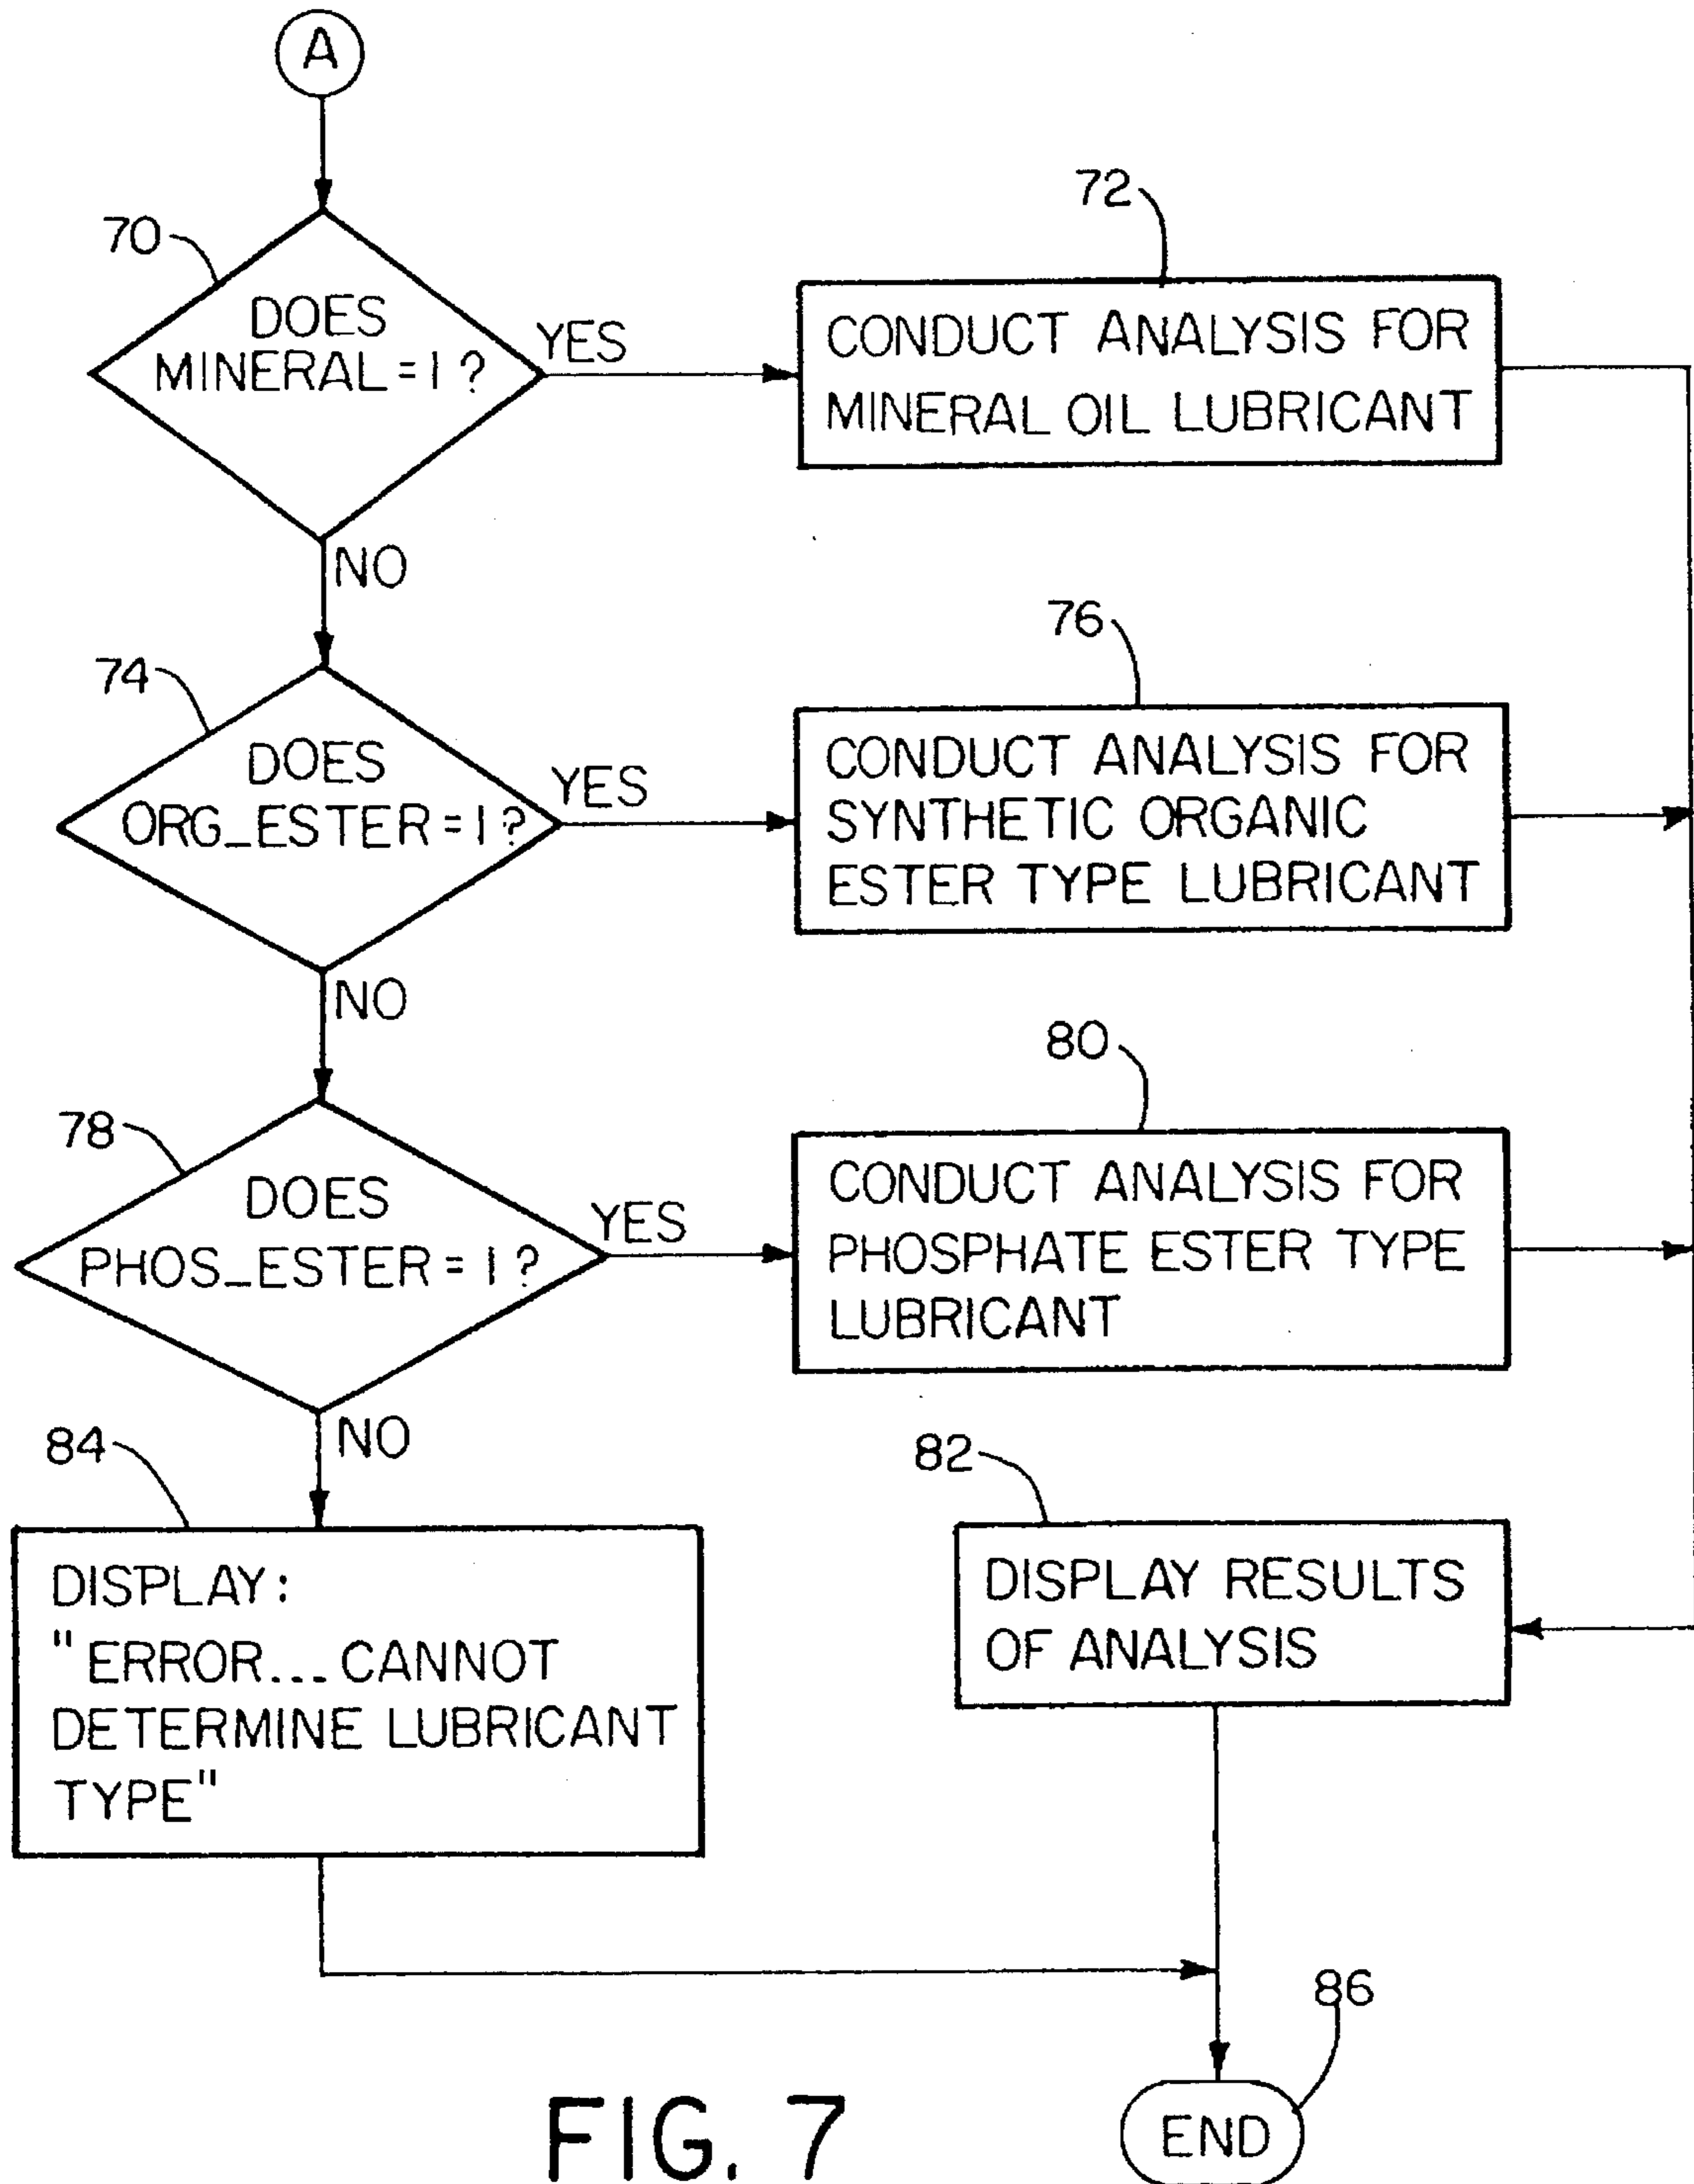 A
70
DOES
MINERAL = 1 ?
YES
72
CONDUCT ANALYSIS FOR
MINERAL OIL LUBRICANT
NO
74
DOES
ORG_ESTER = 1 ?
YES
76
CONDUCT ANALYSIS FOR
SYNTHETIC ORGANIC
ESTER TYPE LUBRICANT
NO
78
DOES
PHOS_ESTER = 1 ?
YES
80
CONDUCT ANALYSIS FOR
PHOSPHATE ESTER TYPE
LUBRICANT
NO
84
DISPLAY:
"ERROR... CANNOT
DETERMINE LUBRICANT
TYPE"
82
DISPLAY RESULTS
OF ANALYSIS
86
END
FIG. 7